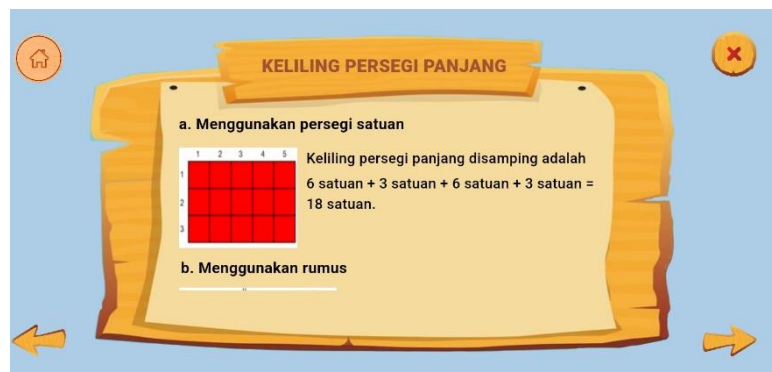 KELILING PERSEGI PANJANG
a. Menggunakan persegi satuan
1 2 3 4 5
1
2
3
Keliling persegi panjang disamping adalah
6 satuan + 3 satuan + 6 satuan + 3 satuan =
18 satuan.
b. Menggunakan rumus